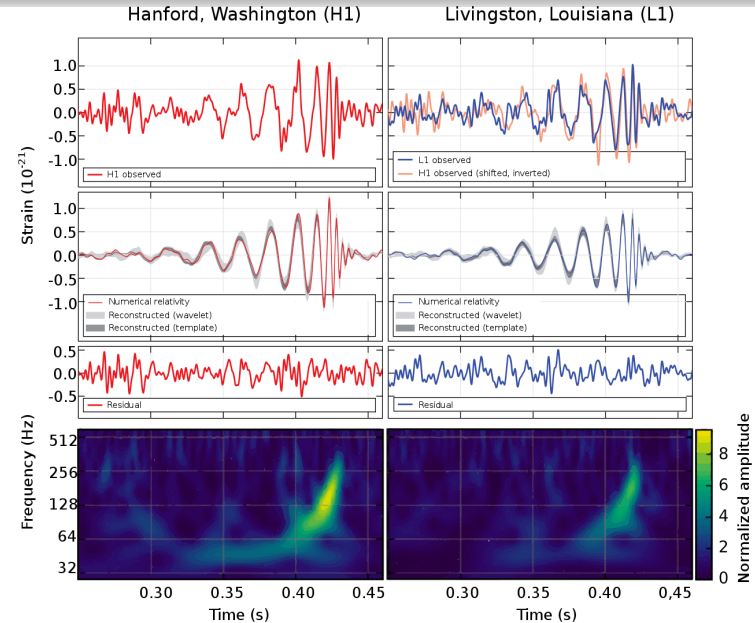 Hanford, Washington (H1)
Livingston, Louisiana (L1)
Strain (10⁻²¹)
1.0
0.5
0.0
-0.5
-1.0
H1 observed
L1 observed
H1 observed (shifted, inverted)
1.0
0.5
0.0
-0.5
-1.0
Numerical relativity
Reconstructed (wavelet)
Reconstructed (template)
Numerical relativity
Reconstructed (wavelet)
Reconstructed (template)
0.5
0.0
-0.5
Residual
Residual
Frequency (Hz)
512
256
128
64
32
Normalized amplitude
8
6
4
2
0
0.30 0.35 0.40 0.45
0.30 0.35 0.40 0,45
Time (s)
Time (s)